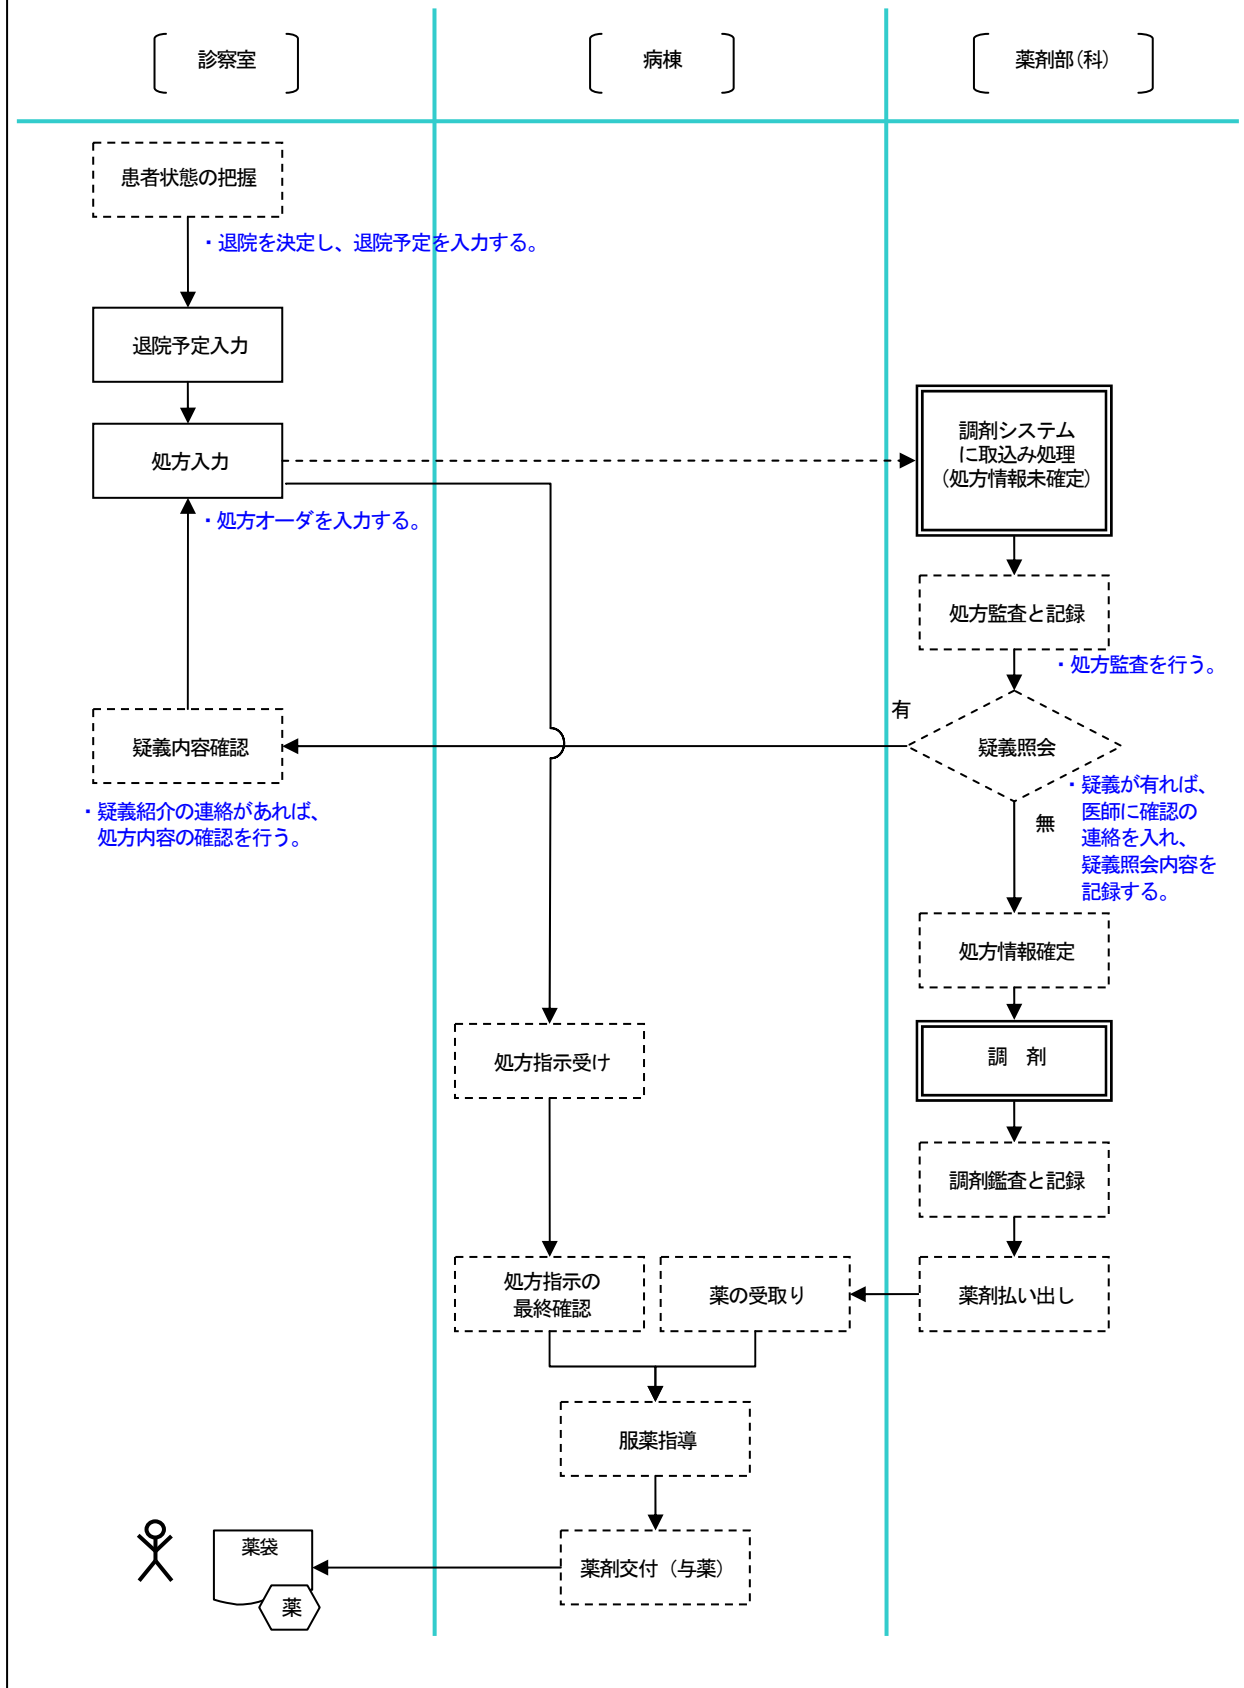 診察室
病棟
薬剤部(科)
患者状態の把握
・退院を決定し、退院予定を入力する。
退院予定入力
処方入力
・処方オーダを入力する。
調剤システム
に取込み処理
(処方情報未確定)
処方監査と記録
・処方監査を行う。
有
疑義照会
疑義内容確認
・疑義紹介の連絡があれば、
処方内容の確認を行う。
・疑義が有れば、
医師に確認の
連絡を入れ、
疑義照会内容を
記録する。
無
処方情報確定
処方指示受け
調　剤
調剤鑑査と記録
処方指示の
最終確認
薬の受取り
薬剤払い出し
服薬指導
薬剤交付（与薬）
薬袋
薬